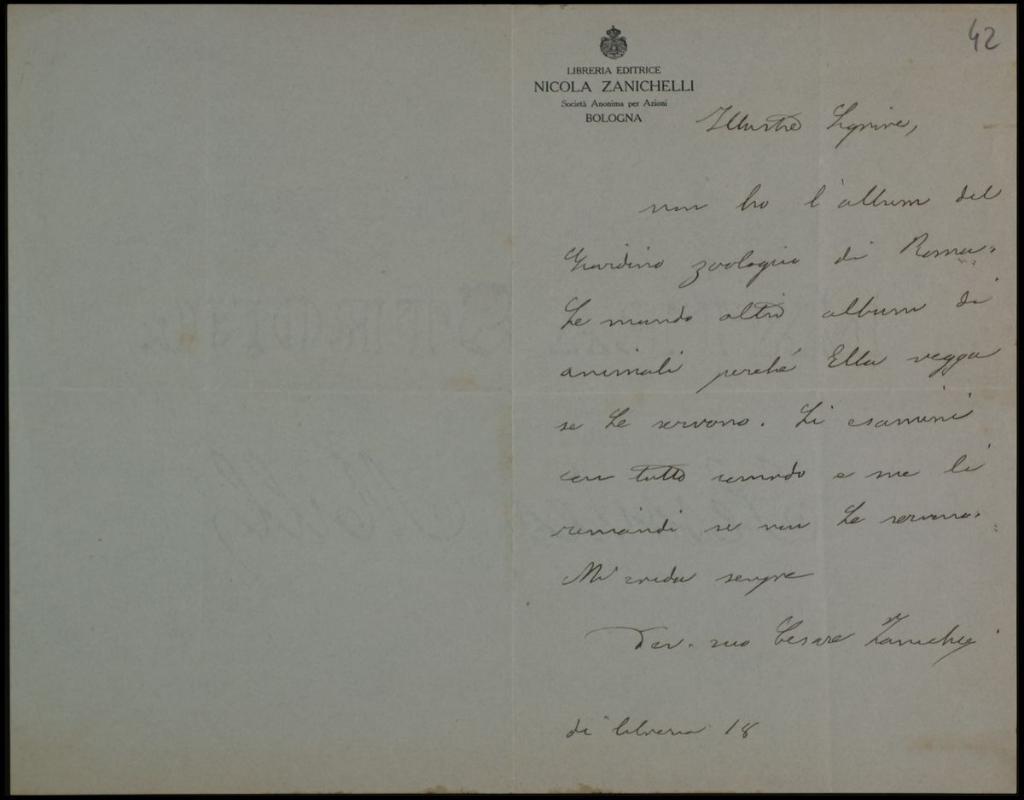 42
LIBRERIA EDITRICE
NICOLA ZANICHELLI
Società Anonima per Azioni
BOLOGNA
Illustre Signore,
non ho l'album del
Giardino zoologico di Roma.
Le mando altro album di
animali perché Ella vegga
se Le servono. Li esamini
con tutto comodo e me li
rimandi se non Le servono.
Mi creda sempre
Dev. suo Cesare Zanichelli
di libreria 18